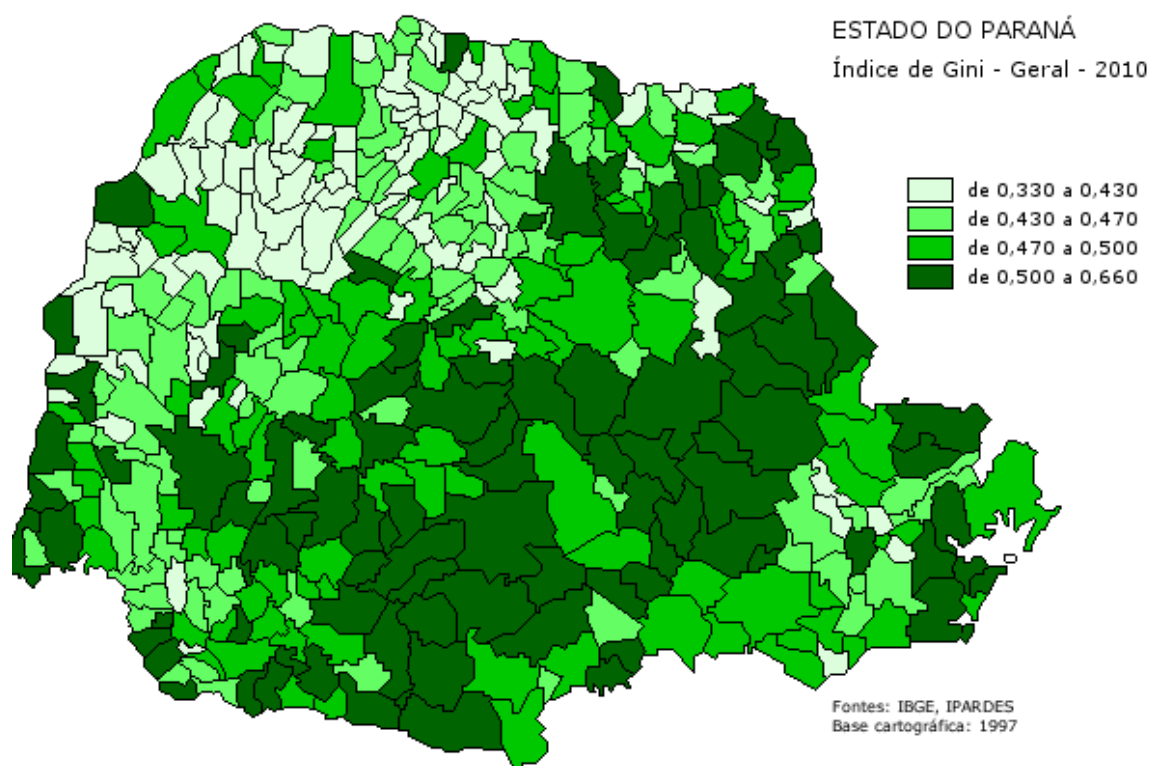 ESTADO DO PARANÁ
Índice de Gini - Geral - 2010
de 0,330 a 0,430
de 0,430 a 0,470
de 0,470 a 0,500
de 0,500 a 0,660
Fontes: IBGE, IPARDES
Base cartográfica: 1997